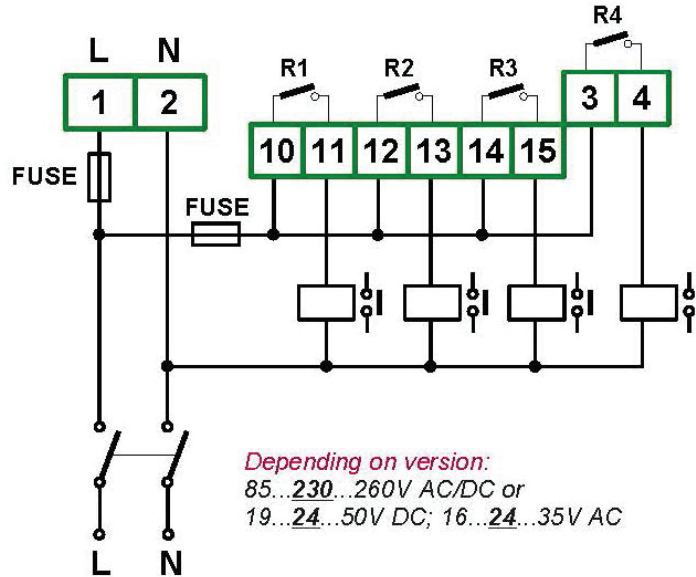 R4
L N
R1 R2 R3
1 2
3 4
10 11 12 13 14 15
FUSE
FUSE
Depending on version:
85...230...260V AC/DC or
19...24...50V DC; 16...24...35V AC
L N